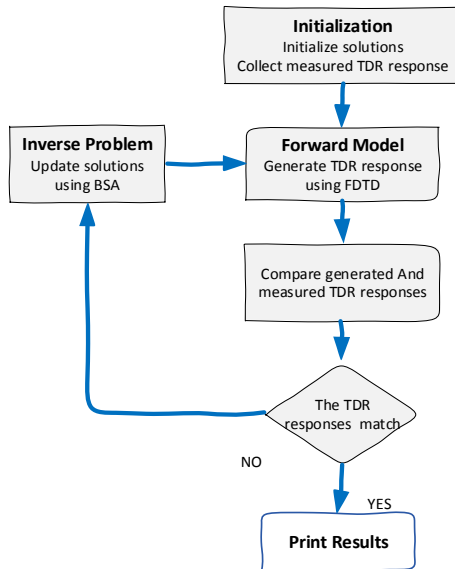 Initialization
Initialize solutions
Collect measured TDR response
Inverse Problem
Update solutions
using BSA
Forward Model
Generate TDR response
using FDTD
Compare generated And
measured TDR responses
The TDR
responses match
NO
YES
Print Results